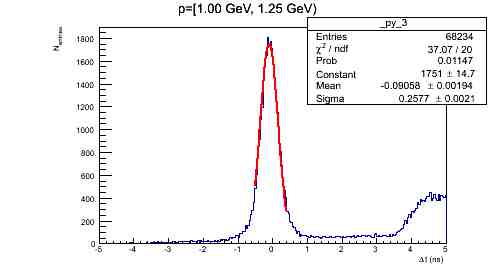 p=[1.00 GeV, 1.25 GeV)
_py_3
Entries 68234
χ² / ndf 37.07 / 20
Prob 0.01147
Constant 1751 ± 14.7
Mean -0.09058 ± 0.00194
Sigma 0.2577 ± 0.0021
N entries
1800
1600
1400
1200
1000
800
600
400
200
0
-5 -4 -3 -2 -1 0 1 2 3 4 5
Δt (ns)